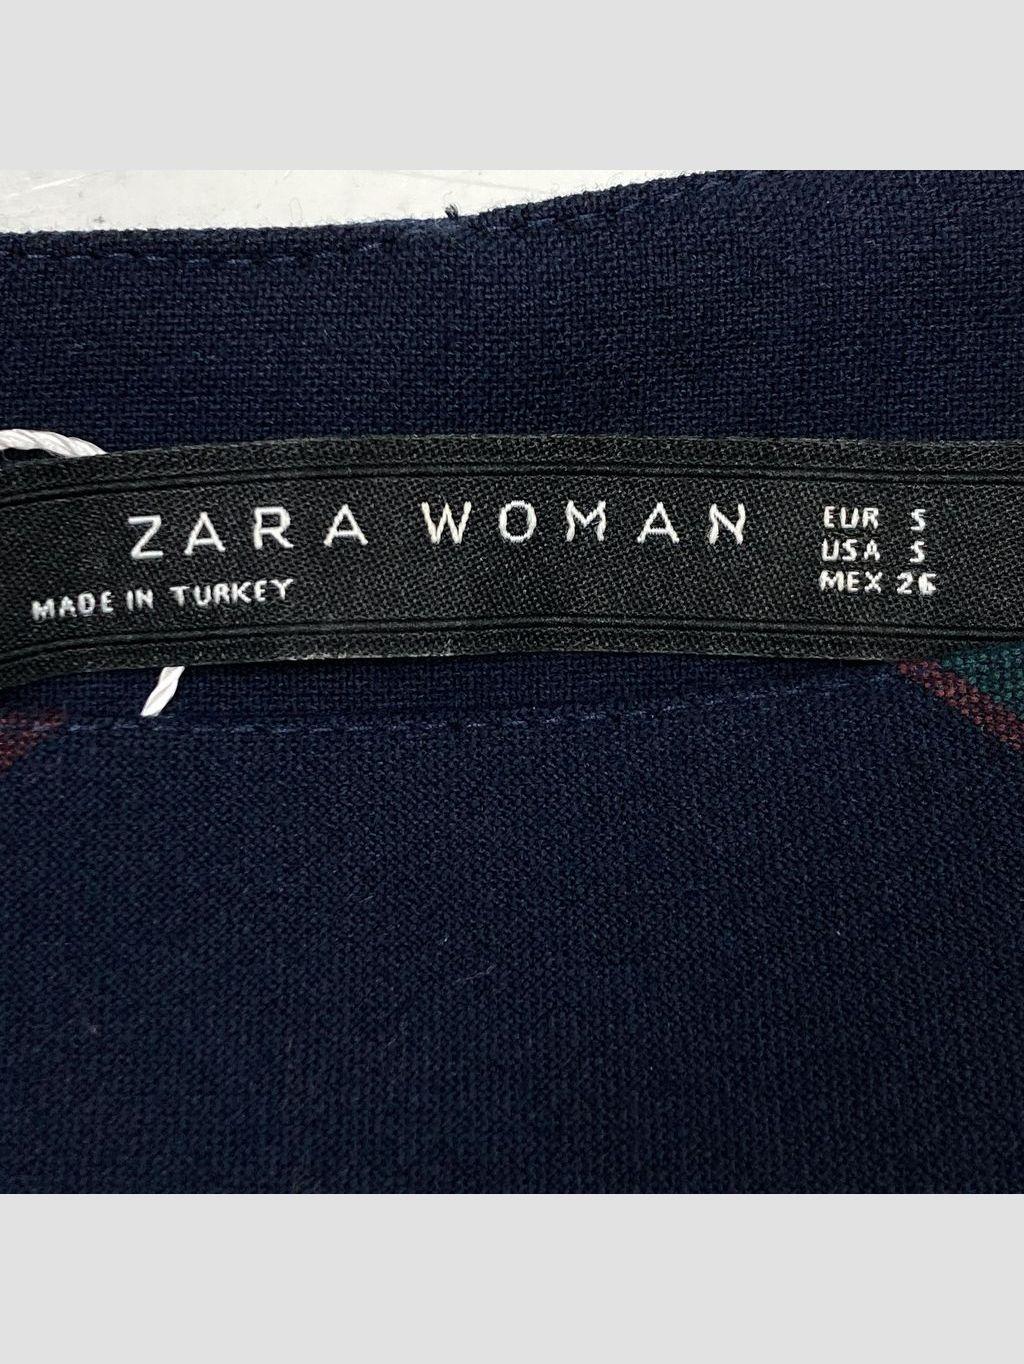 ZARA WOMAN
MADE IN TURKEY
EUR S
USA S
MEX 26